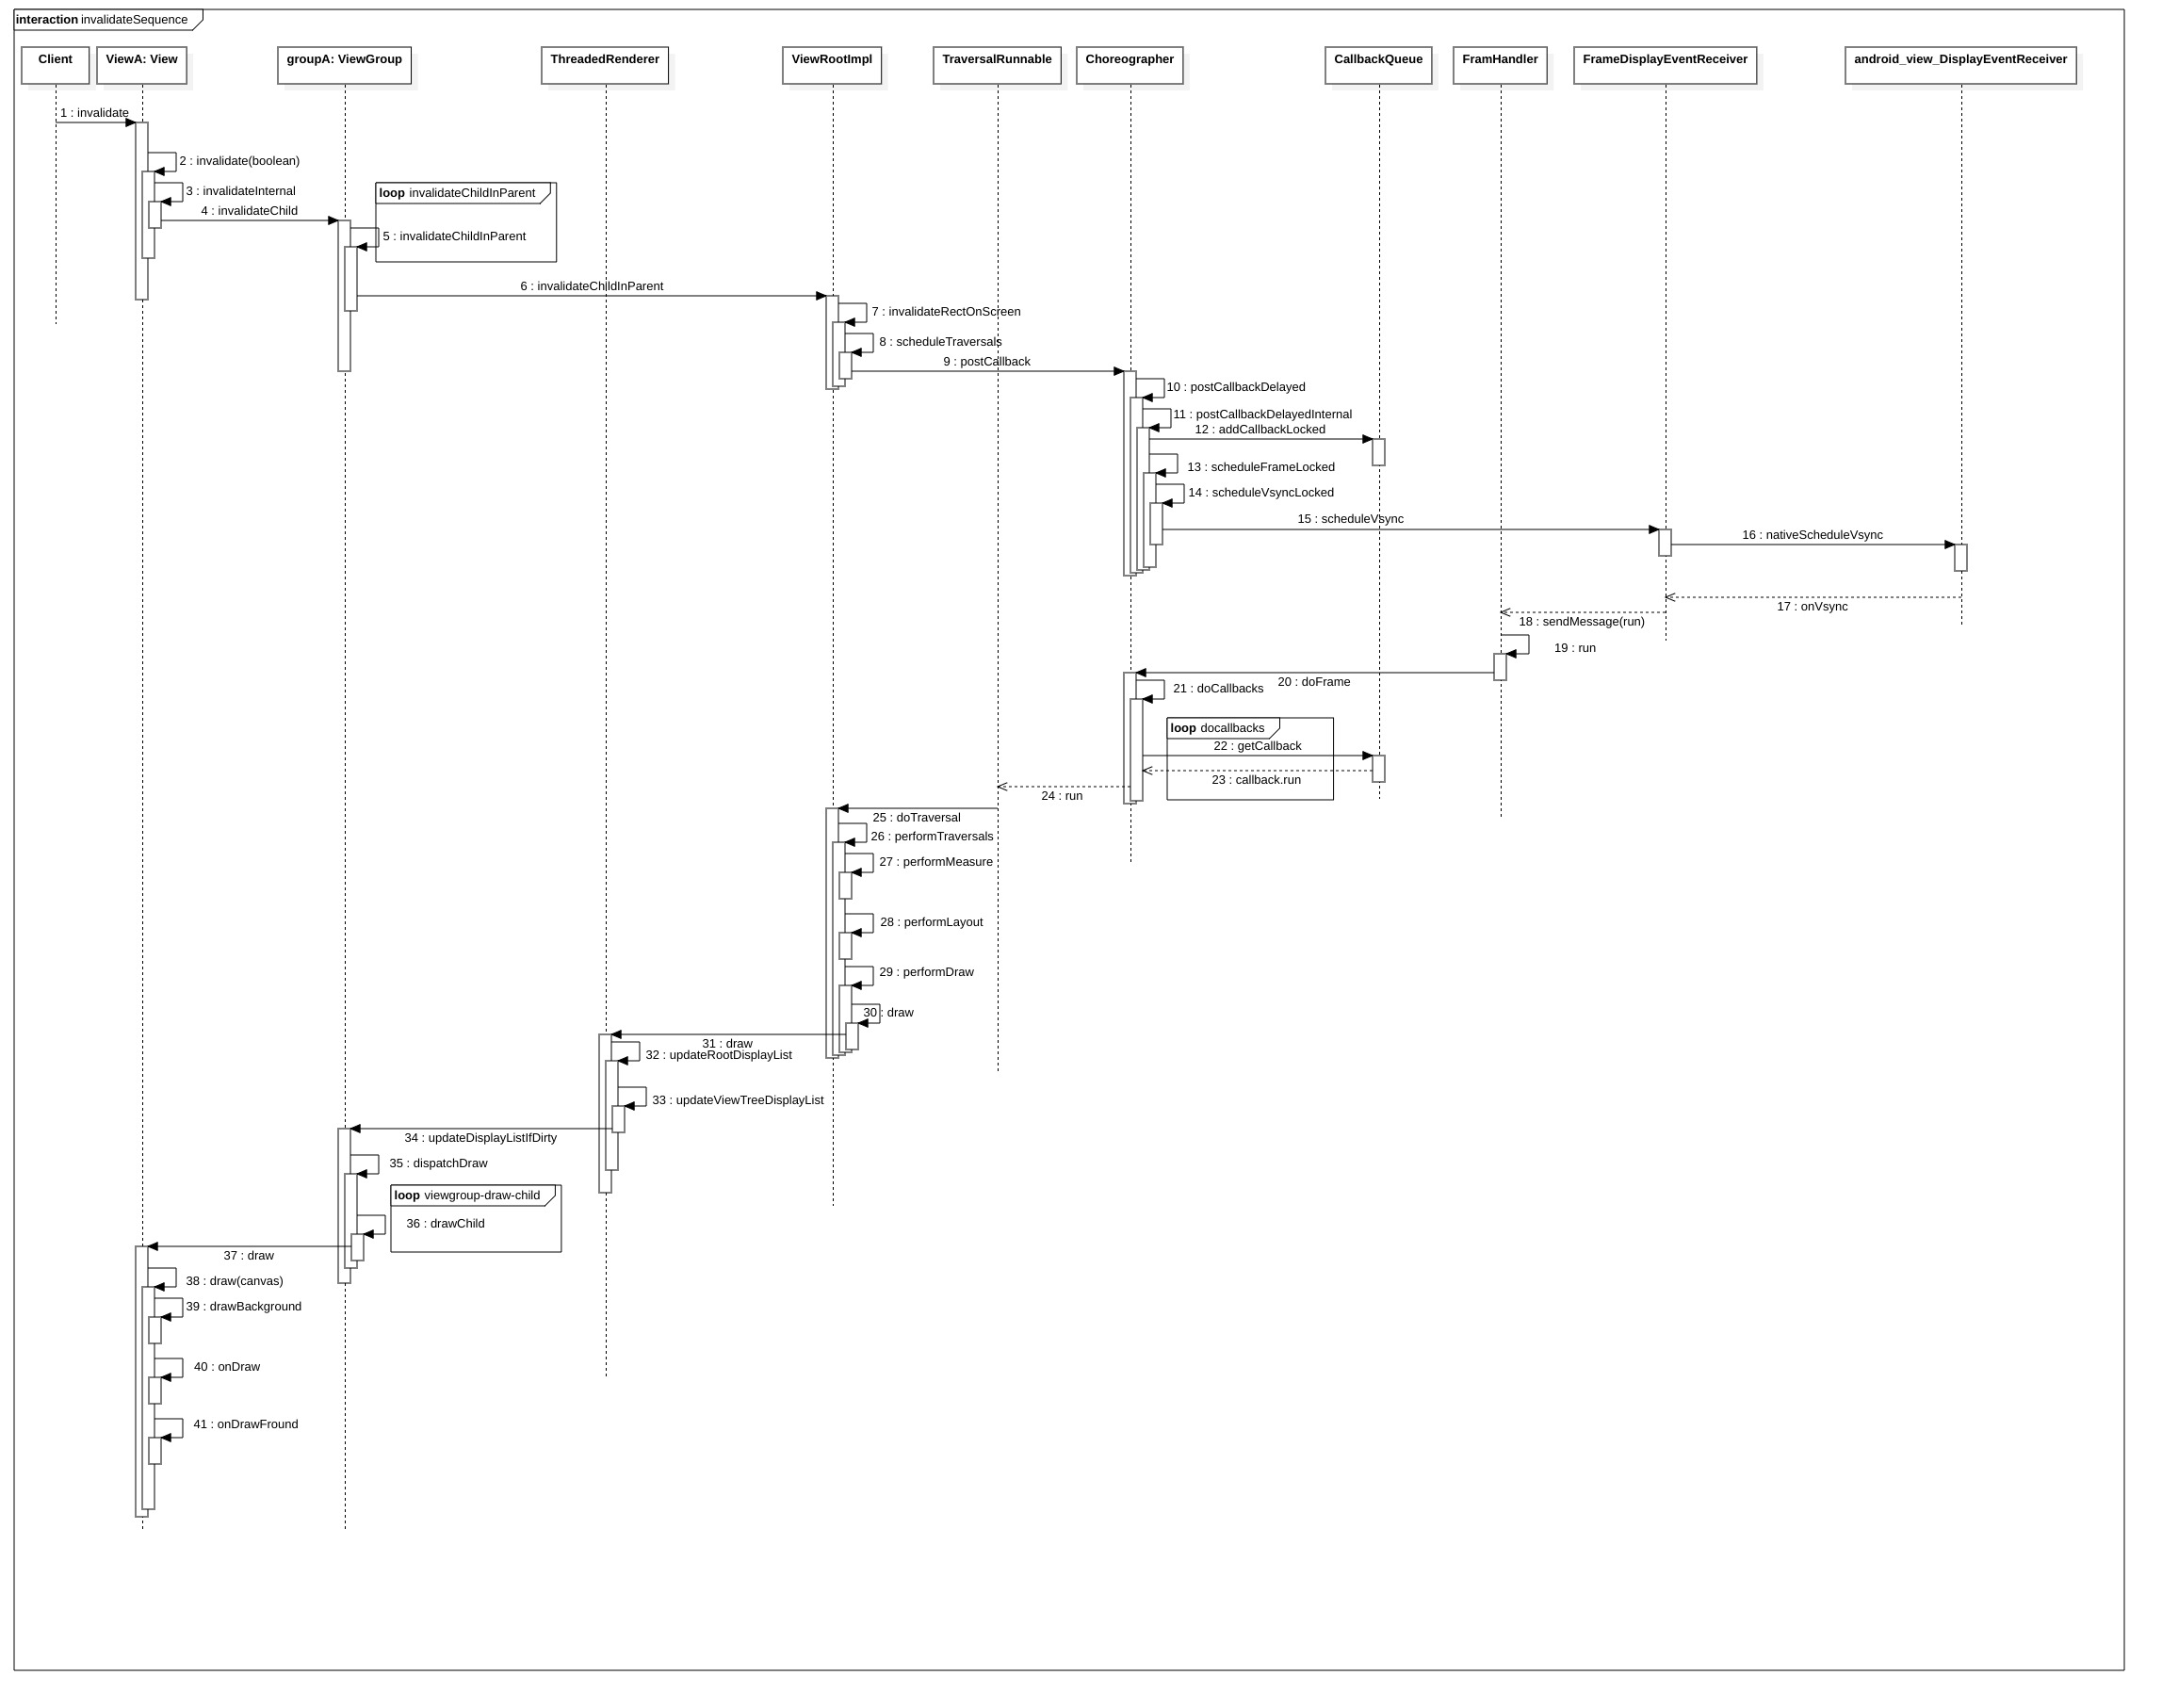 interaction invalidateSequence
Client
ViewA: View
groupA: ViewGroup
ThreadedRenderer
ViewRootImpl
TraversalRunnable
Choreographer
CallbackQueue
FramHandler
FrameDisplayEventReceiver
android_view_DisplayEventReceiver
1 : invalidate
2 : invalidate(boolean)
3 : invalidateInternal
loop invalidateChildInParent
4 : invalidateChild
5 : invalidateChildInParent
6 : invalidateChildInParent
7 : invalidateRectOnScreen
8 : scheduleTraversals
9 : postCallback
10 : postCallbackDelayed
11 : postCallbackDelayedInternal
12 : addCallbackLocked
13 : scheduleFrameLocked
14 : scheduleVsyncLocked
15 : scheduleVsync
16 : nativeScheduleVsync
17 : onVsync
18 : sendMessage(run)
19 : run
20 : doFrame
21 : doCallbacks
loop docallbacks
22 : getCallback
23 : callback.run
24 : run
25 : doTraversal
26 : performTraversals
27 : performMeasure
28 : performLayout
29 : performDraw
30 : draw
31 : draw
32 : updateRootDisplayList
33 : updateViewTreeDisplayList
34 : updateDisplayListIfDirty
35 : dispatchDraw
loop viewgroup-draw-child
36 : drawChild
37 : draw
38 : draw(canvas)
39 : drawBackground
40 : onDraw
41 : onDrawFround